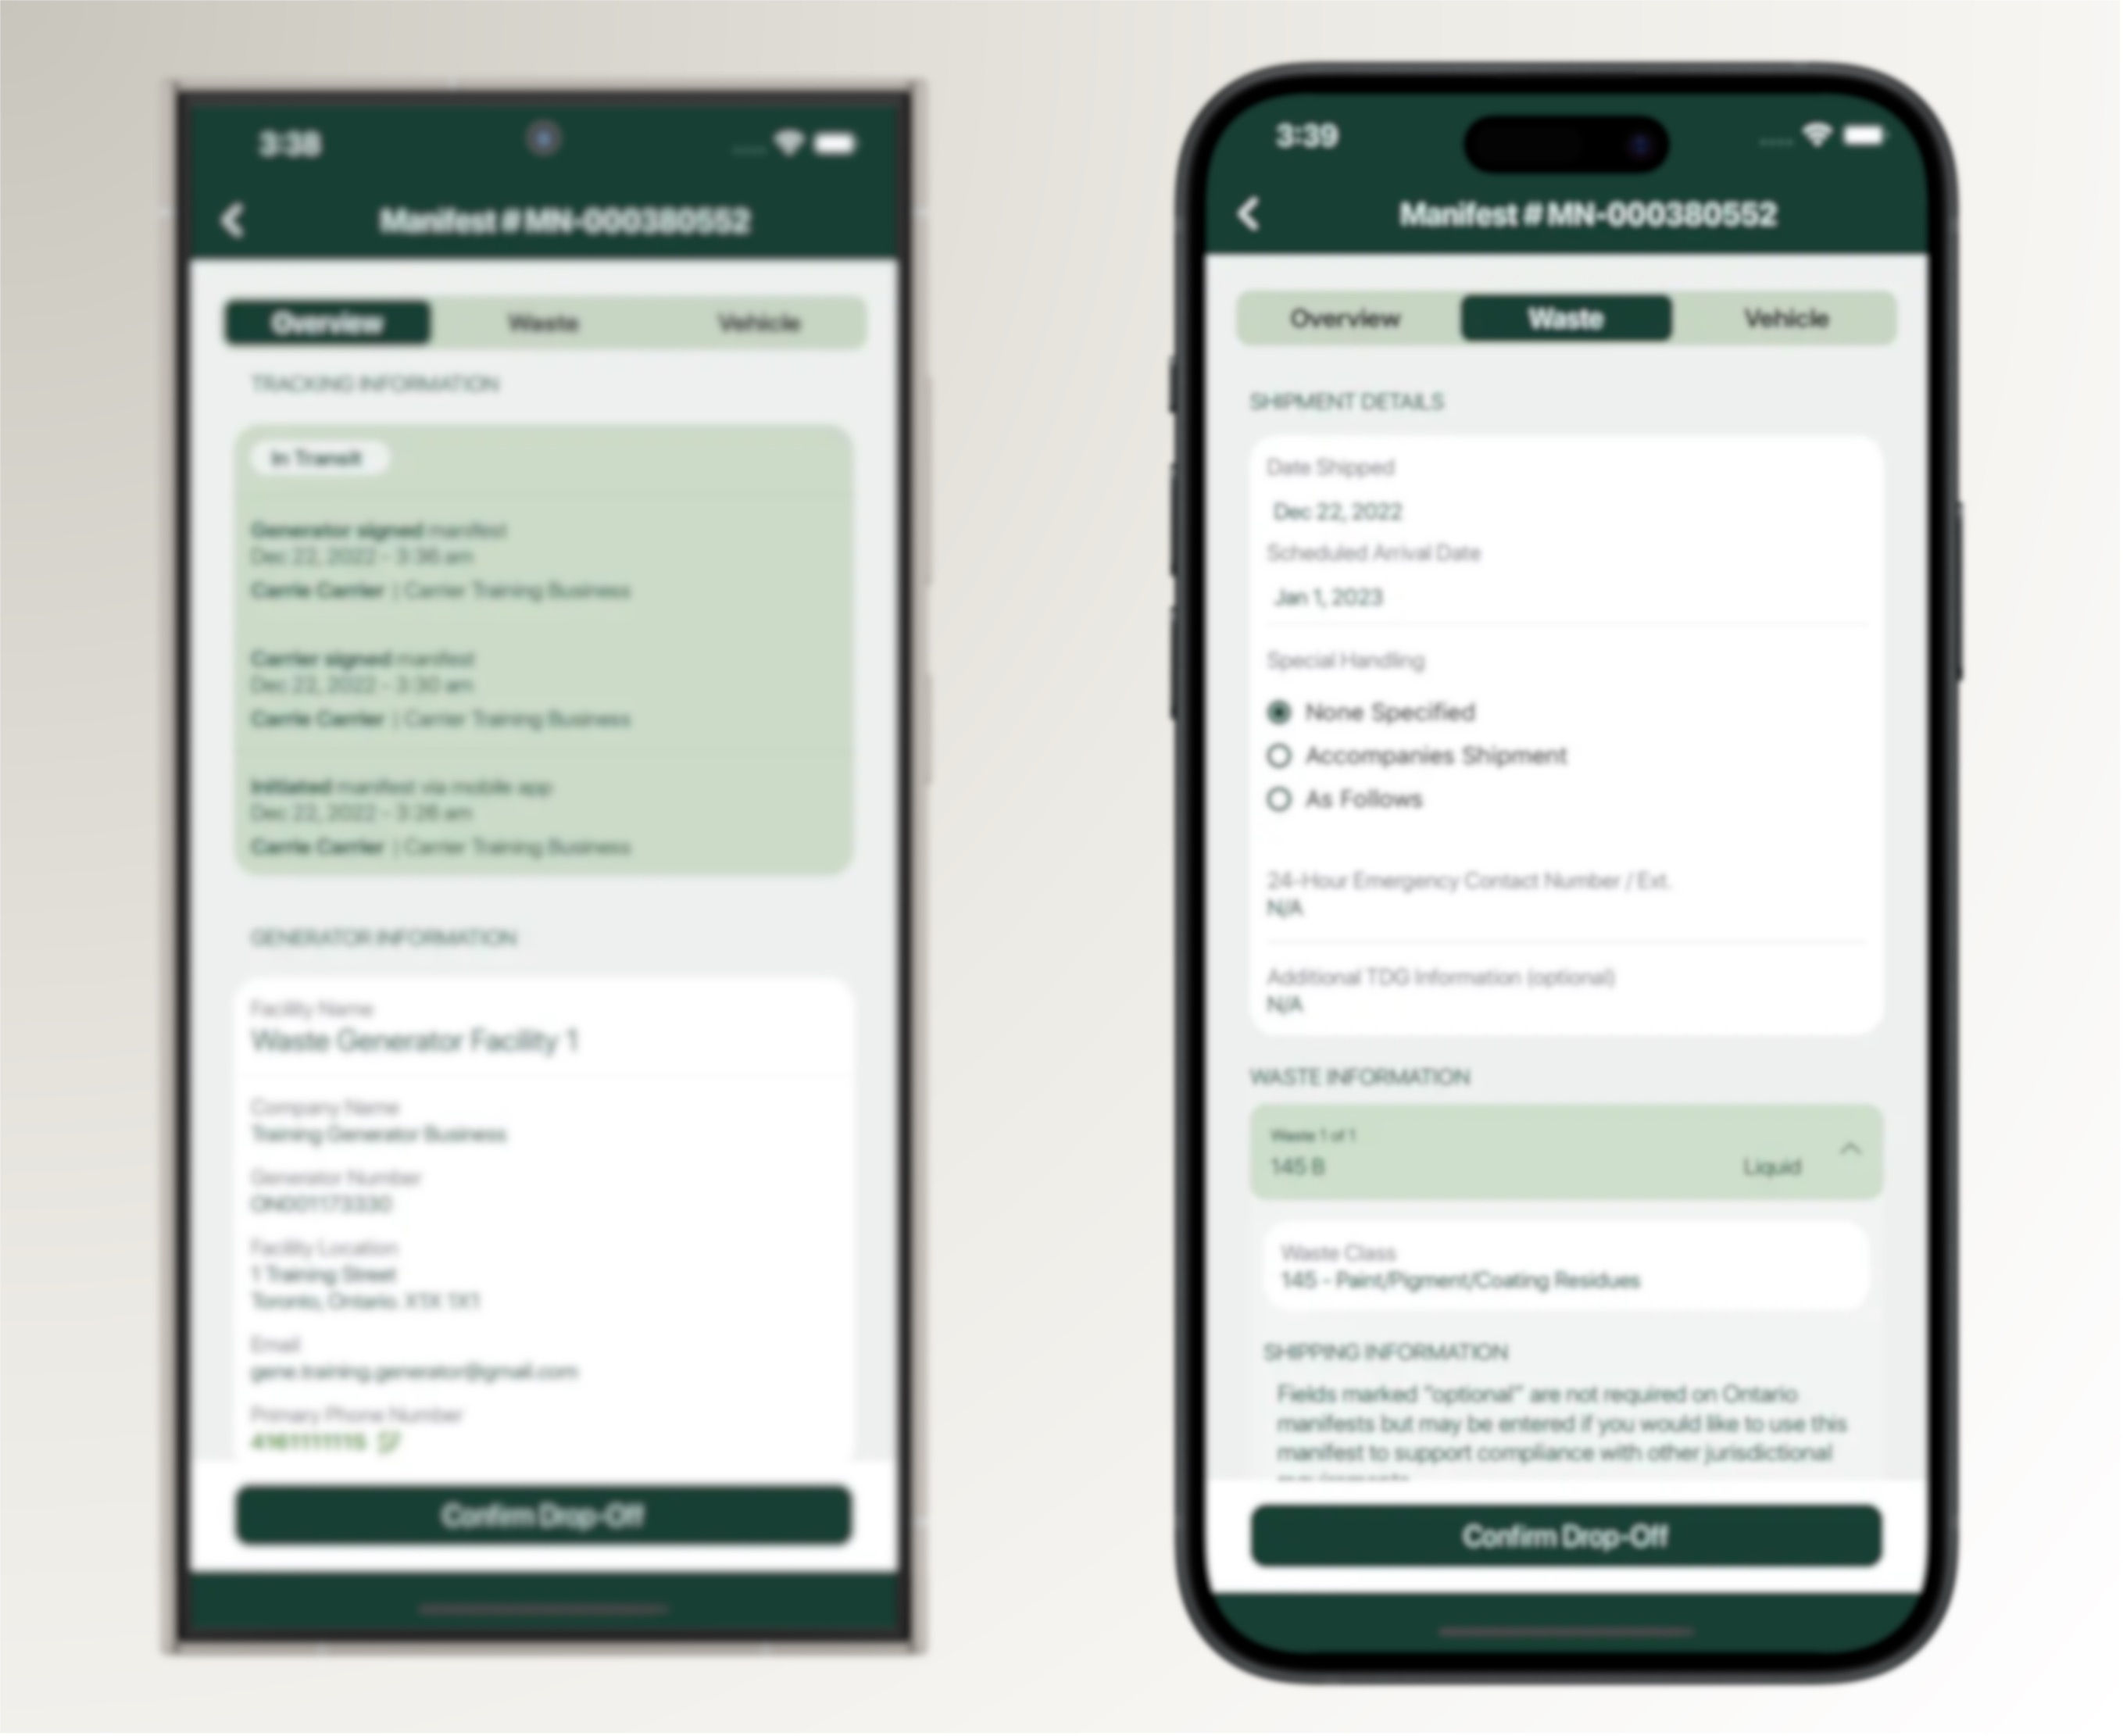 3:38
Manifest # MN-000380552
Overview
Waste
Vehicle
TRACKING INFORMATION
In Transit
Generator signed manifest
Dec 22, 2022 - 3:36 am
Carrie Carrier | Carrier Training Business
Carrier signed manifest
Dec 22, 2022 - 3:30 am
Carrie Carrier | Carrier Training Business
Initiated manifest via mobile app
Dec 22, 2022 - 3:26 am
Carrie Carrier | Carrier Training Business
GENERATOR INFORMATION
Facility Name
Waste Generator Facility 1
Company Name
Training Generator Business
Generator Number
ON001173330
Facility Location
1 Training Street
Toronto, Ontario. X1X 1X1
Email
gene.training.generator@gmail.com
Primary Phone Number
Confirm Drop-Off
3:39
Manifest # MN-000380552
Overview
Waste
Vehicle
SHIPMENT DETAILS
Date Shipped
Dec 22, 2022
Scheduled Arrival Date
Jan 1, 2023
Special Handling
None Specified
Accompanies Shipment
As Follows
24-Hour Emergency Contact Number / Ext.
N/A
Additional TDG Information (optional)
N/A
WASTE INFORMATION
Waste 1 of 1
145 B
Liquid
Waste Class
145 - Paint/Pigment/Coating Residues
SHIPPING INFORMATION
Fields marked "optional" are not required on Ontario
manifests but may be entered if you would like to use this
manifest to support compliance with other jurisdictional
Confirm Drop-Off